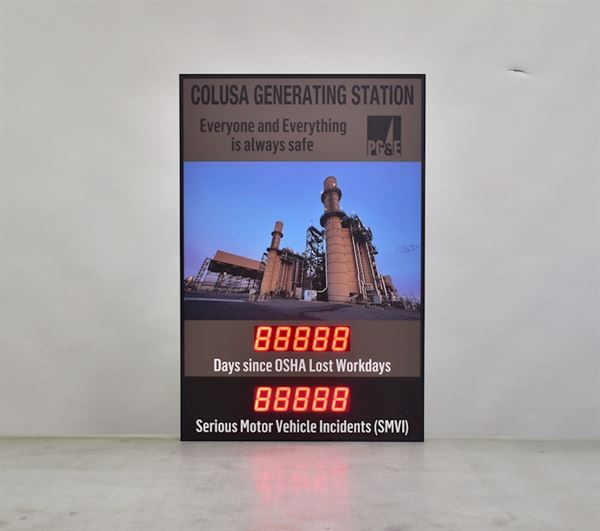 COLUSA GENERATING STATION
Everyone and Everything
is always safe
PG&E
88888
Days since OSHA Lost Workdays
88888
Serious Motor Vehicle Incidents (SMVI)